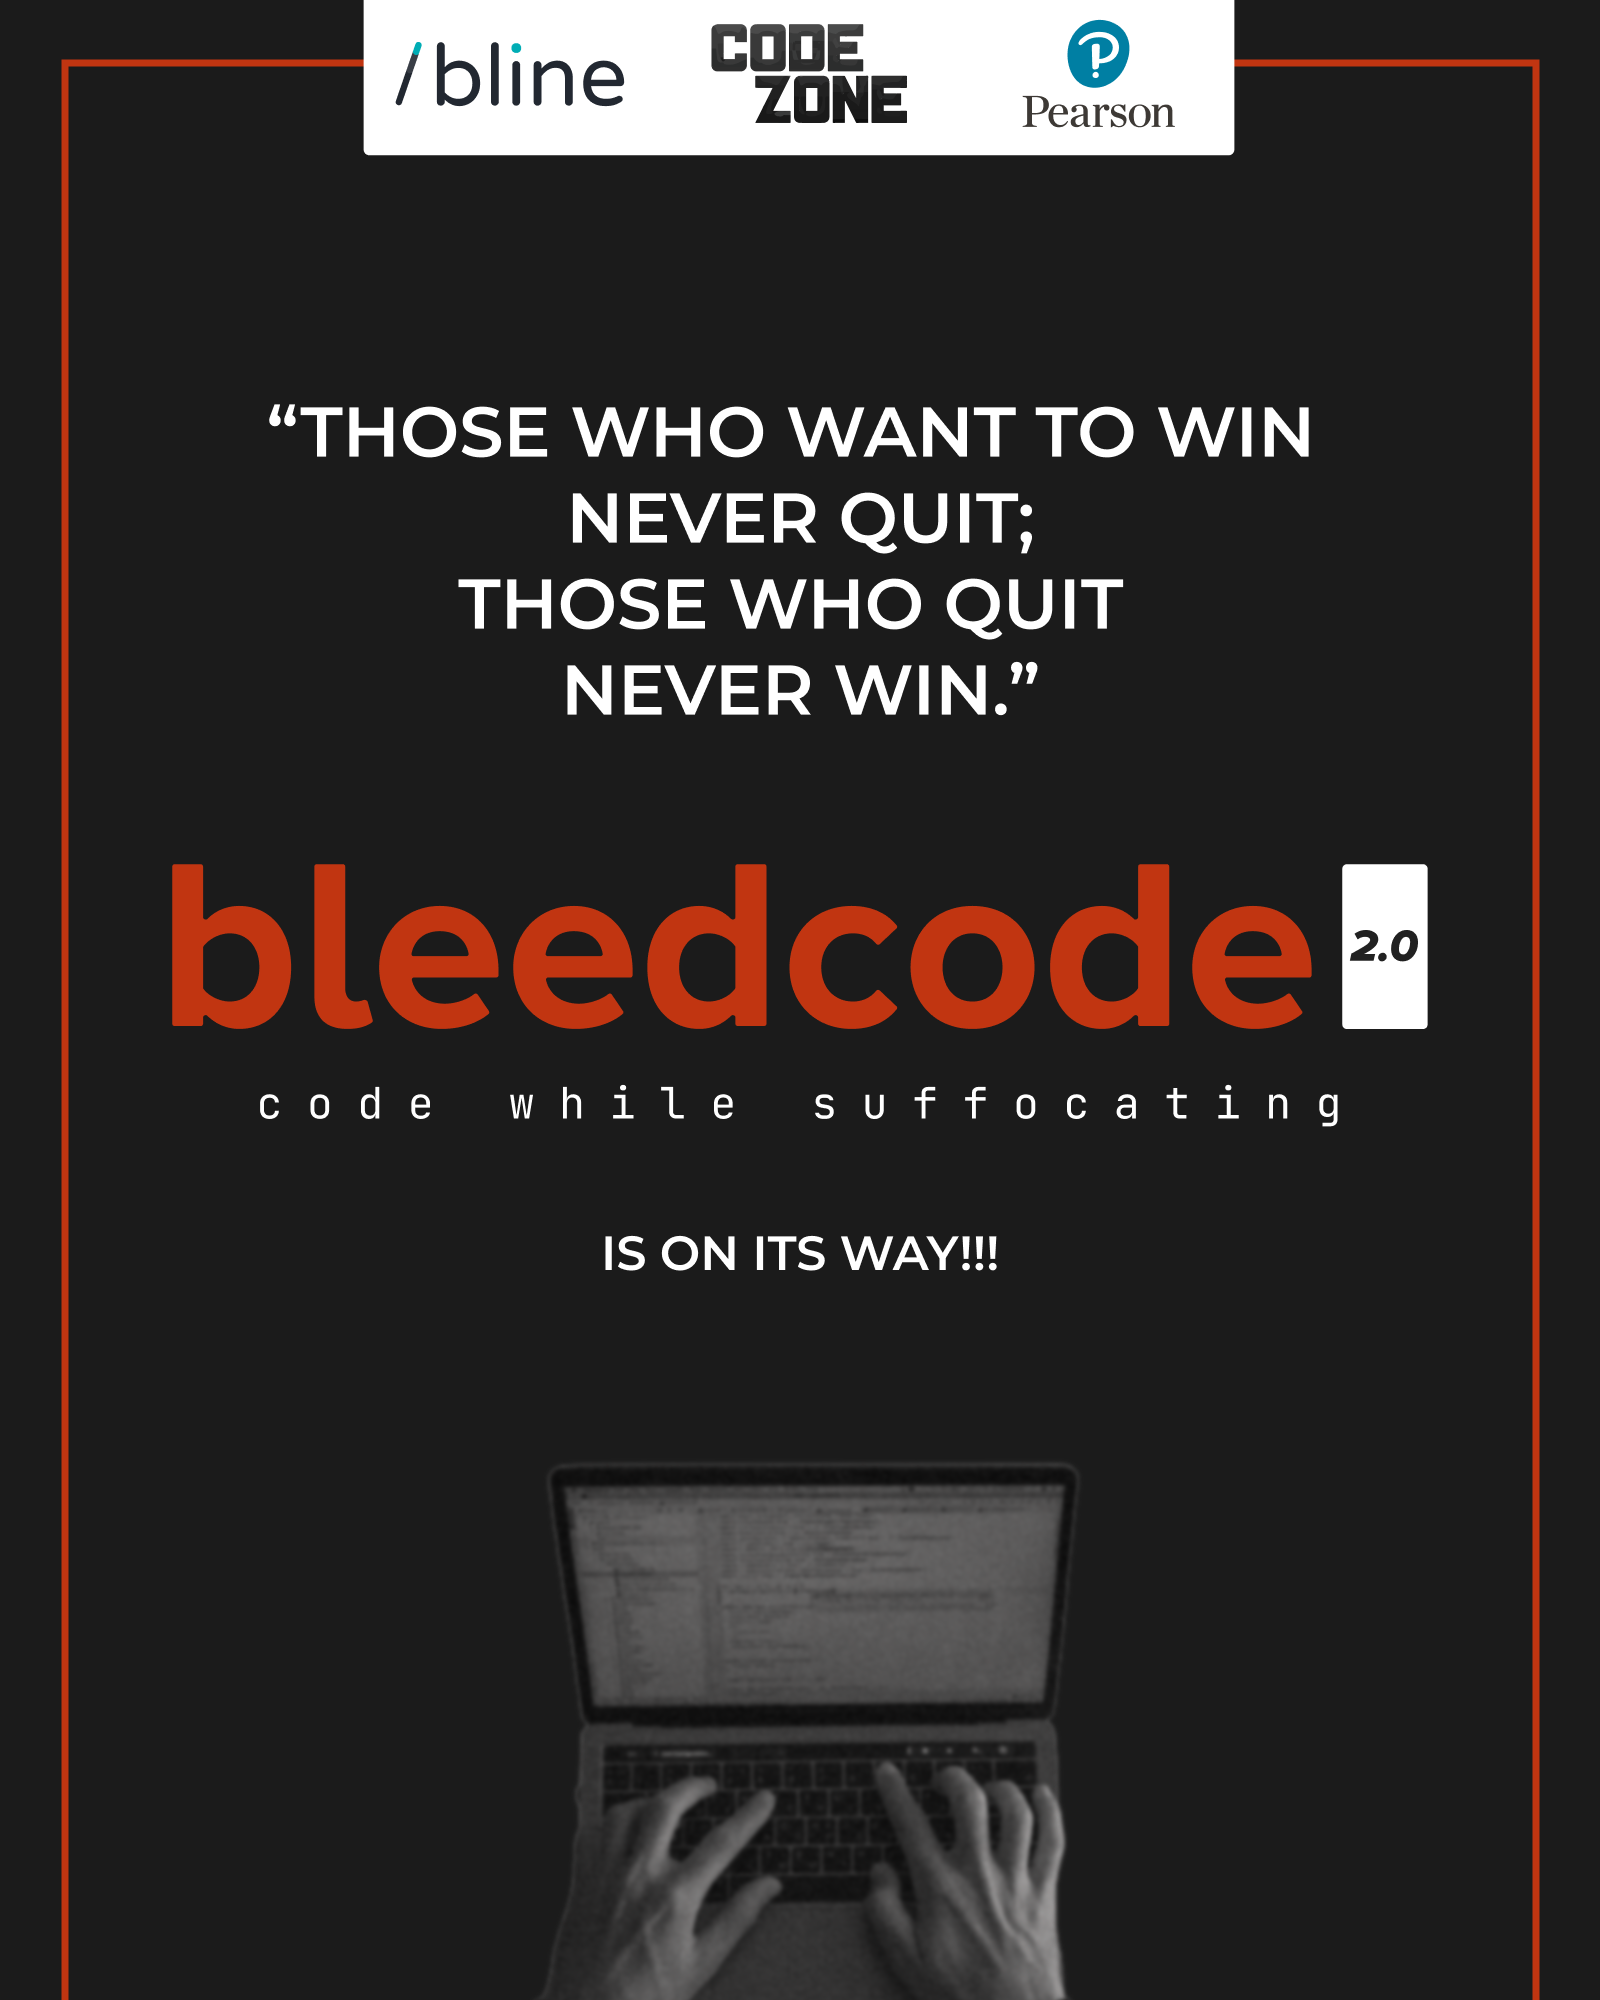 /bline
CODE
ZONE
Pearson
“THOSE WHO WANT TO WIN
NEVER QUIT;
THOSE WHO QUIT
NEVER WIN.”
bleedcode 2.0
code while suffocating
IS ON ITS WAY!!!